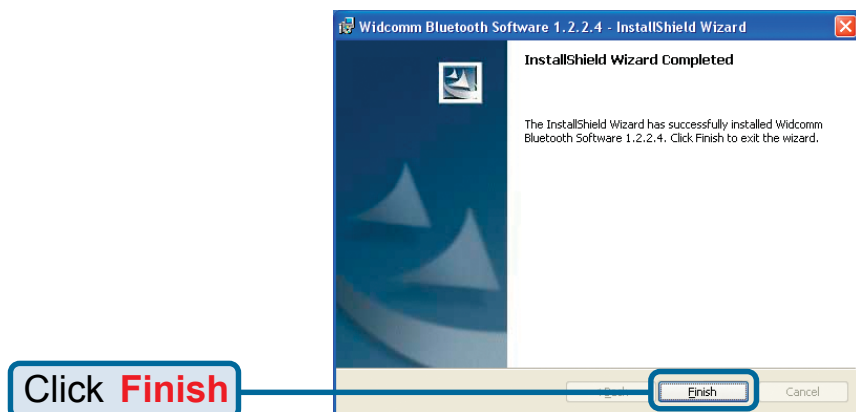 Widcomm Bluetooth Software 1.2.2.4 - InstallShield Wizard
InstallShield Wizard Completed
The InstallShield Wizard has successfully installed Widcomm
Bluetooth Software 1.2.2.4. Click Finish to exit the wizard.
Click Finish
Finish
Cancel